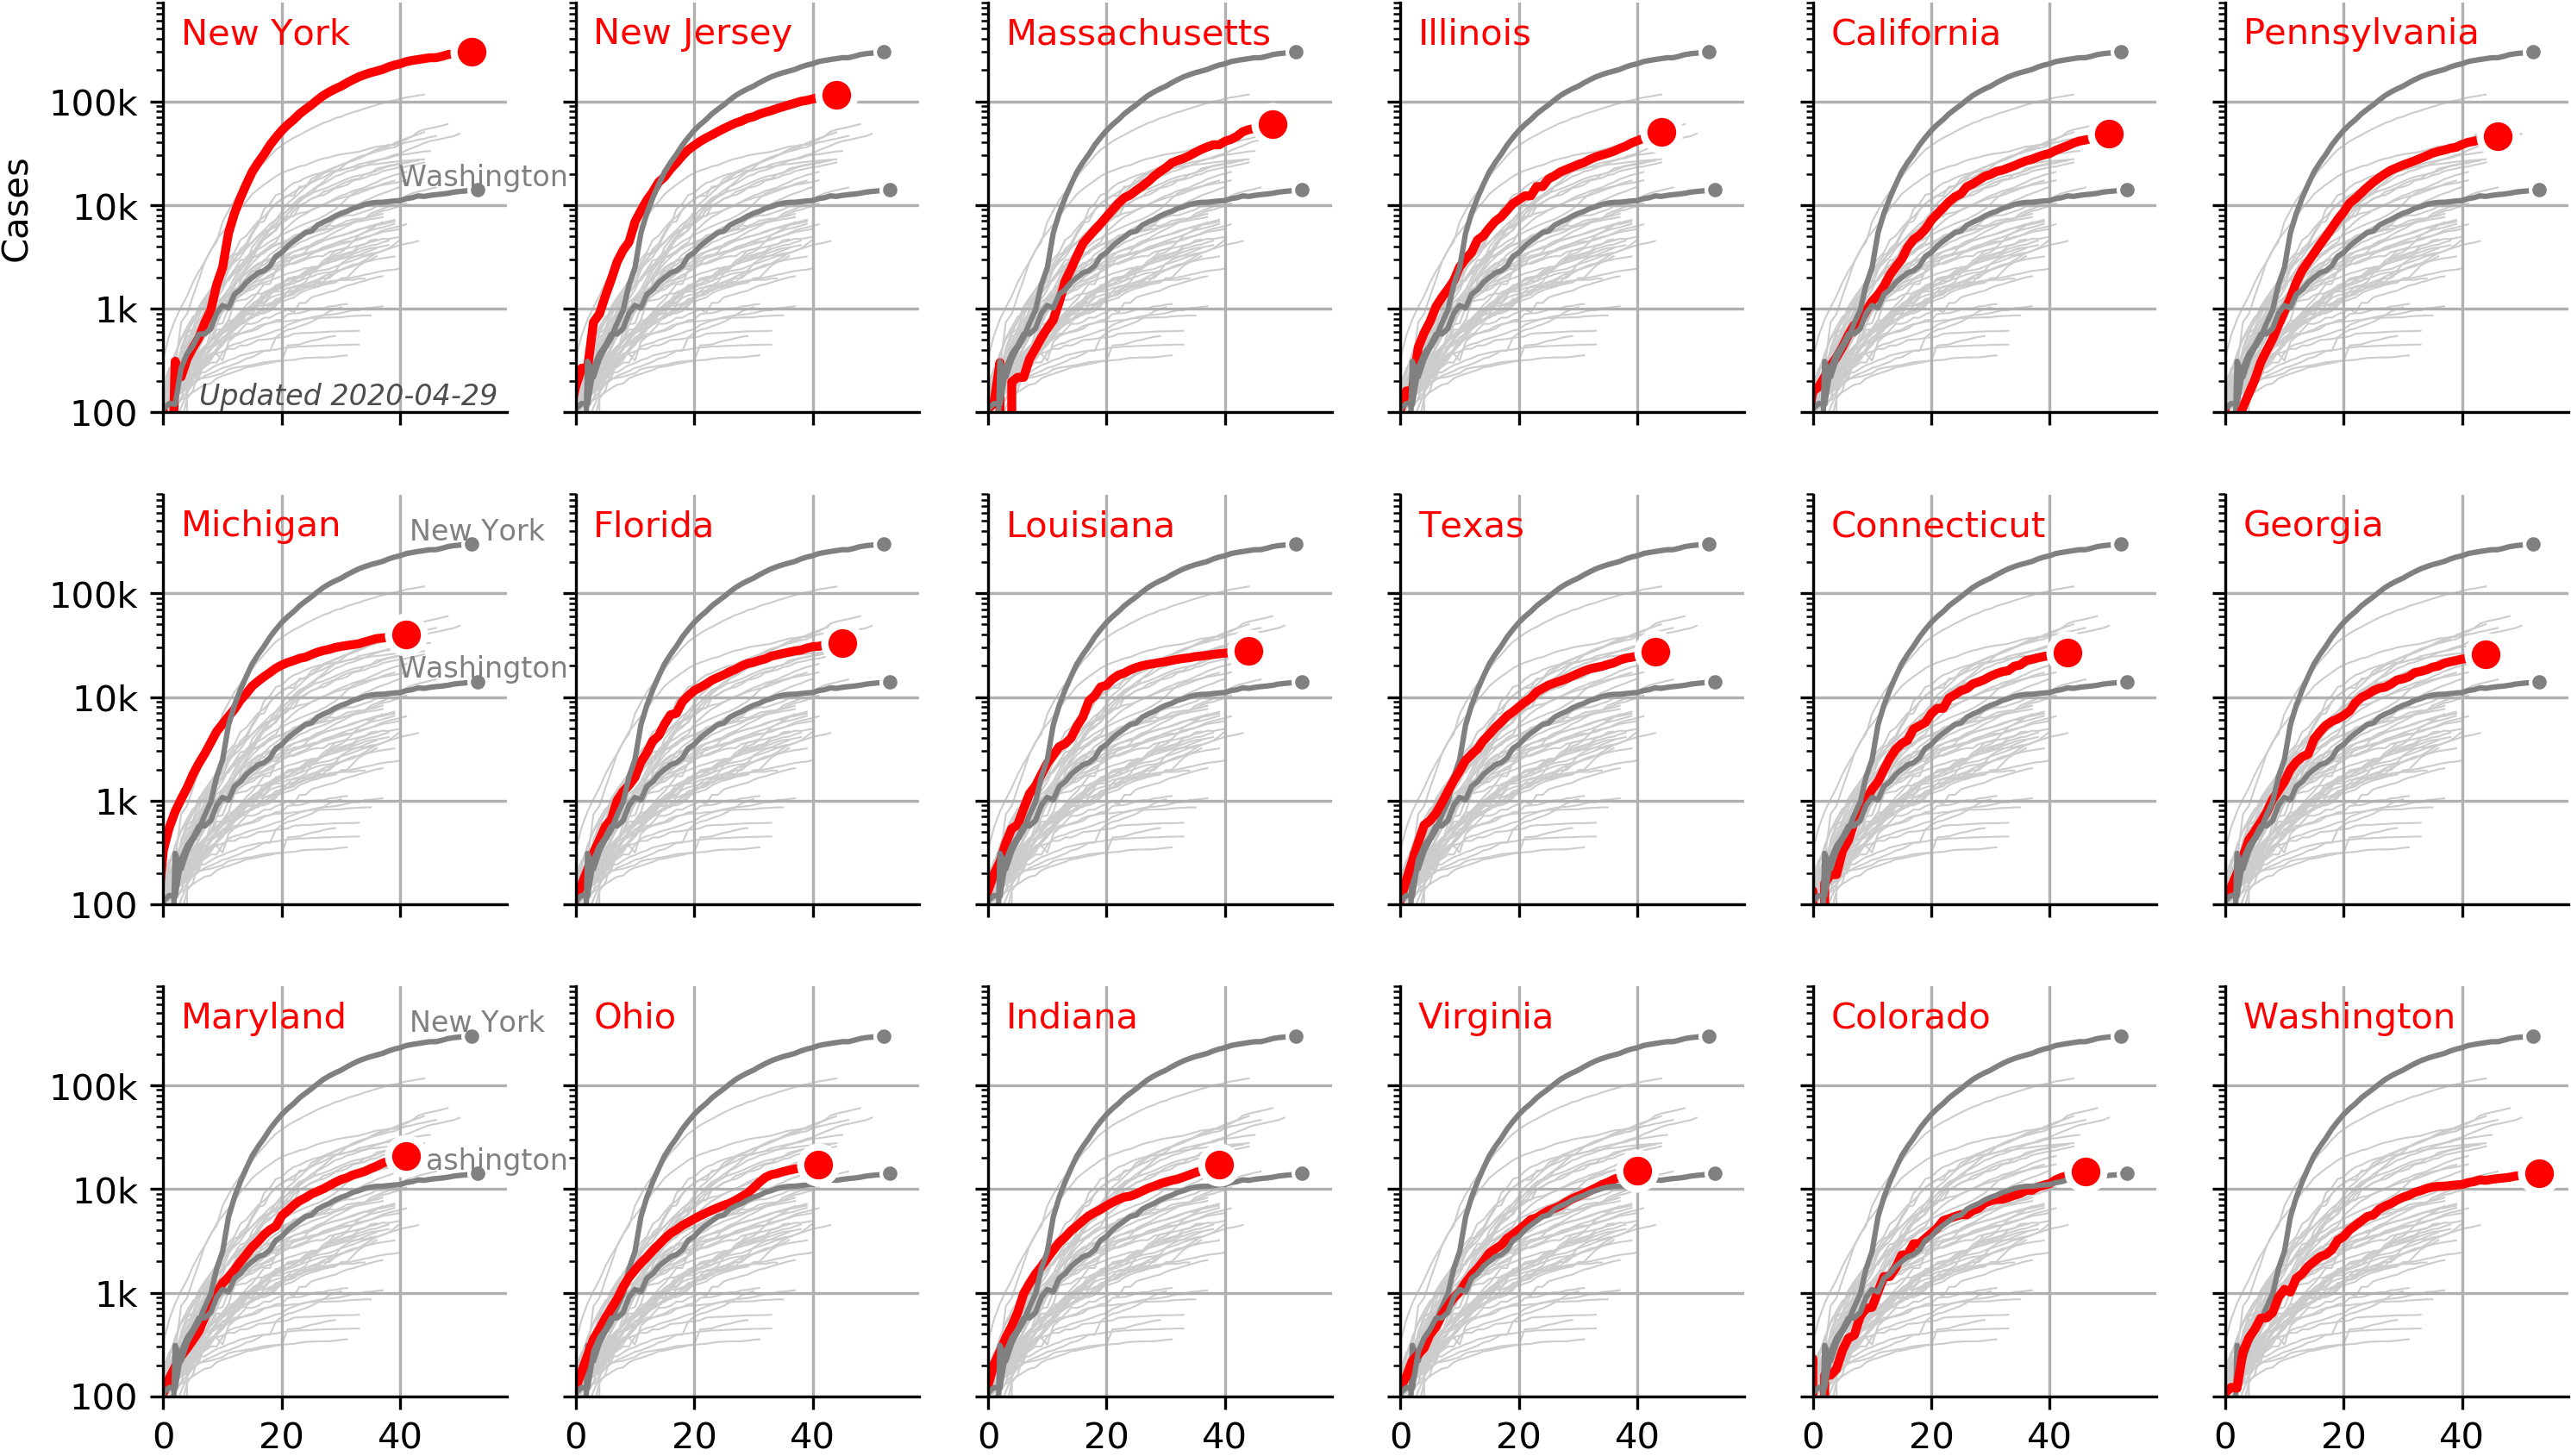 New York
New Jersey
Massachusetts
Illinois
California
Pennsylvania
100k
Washington
10k
Cases
1k
Updated 2020-04-29
100
Michigan
New York
Florida
Louisiana
Texas
Connecticut
Georgia
100k
Washington
10k
1k
100
Maryland
New York
Ohio
Indiana
Virginia
Colorado
Washington
100k
ashington
10k
1k
100
0 20 40 0 20 40 0 20 40 0 20 40 0 20 40 0 20 40